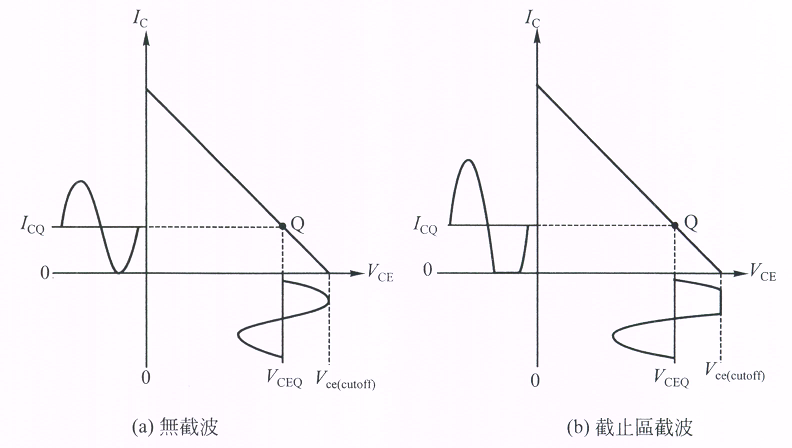 I_C
I_CQ
Q
0
V_CE
0
V_CEQ
V_ce(cutoff)
(a) 無截波
I_C
I_CQ
Q
0
V_CE
0
V_CEQ
V_ce(cutoff)
(b) 截止區截波